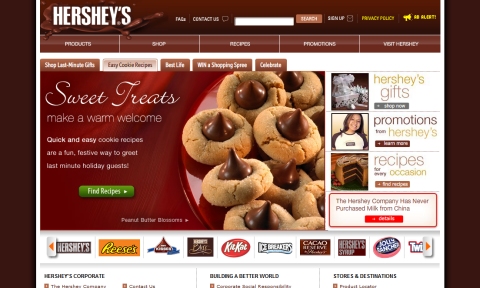 HERSHEY'S
FAQs
CONTACT US
SEARCH
SIGN UP
PRIVACY POLICY
AD ALERT!
PRODUCTS
SHOP
RECIPES
PROMOTIONS
VISIT HERSHEY
Shop Last-Minute Gifts
Easy Cookie Recipes
Best Life
WIN a Shopping Spree
Celebrate
Sweet Treats
make a warm welcome
Quick and easy cookie recipes
are a fun, festive way to greet
last minute holiday guests!
Find Recipes
Peanut Butter Blossoms
hershey's
gifts
shop now
promotions
from hershey's
learn more
recipes
for every occasion
find recipes
The Hershey Company Has Never
Purchased Milk from China
details
HERSHEY'S
Reese's
KISSES
HERSHEY'S
Bliss
KitKat
ICE BREAKERS
CACAO
RESERVE
HERSHEY'S
SYRUP
JOLLY
RANCHER
HERSHEY'S CORPORATE
The Hershey Company
Contact Us
BUILDING A BETTER WORLD
Corporate Social Responsibility
STORES & DESTINATIONS
Product Locator